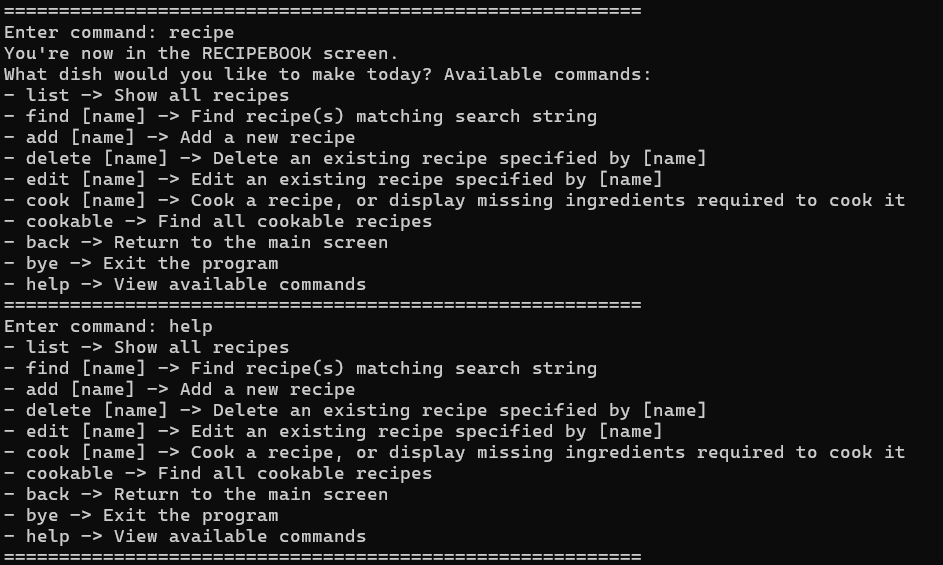 ==========================================================
Enter command: recipe
You're now in the RECIPEBOOK screen.
What dish would you like to make today? Available commands:
- list -> Show all recipes
- find [name] -> Find recipe(s) matching search string
- add [name] -> Add a new recipe
- delete [name] -> Delete an existing recipe specified by [name]
- edit [name] -> Edit an existing recipe specified by [name]
- cook [name] -> Cook a recipe, or display missing ingredients required to cook it
- cookable -> Find all cookable recipes
- back -> Return to the main screen
- bye -> Exit the program
- help -> View available commands
==========================================================
Enter command: help
- list -> Show all recipes
- find [name] -> Find recipe(s) matching search string
- add [name] -> Add a new recipe
- delete [name] -> Delete an existing recipe specified by [name]
- edit [name] -> Edit an existing recipe specified by [name]
- cook [name] -> Cook a recipe, or display missing ingredients required to cook it
- cookable -> Find all cookable recipes
- back -> Return to the main screen
- bye -> Exit the program
- help -> View available commands
==========================================================